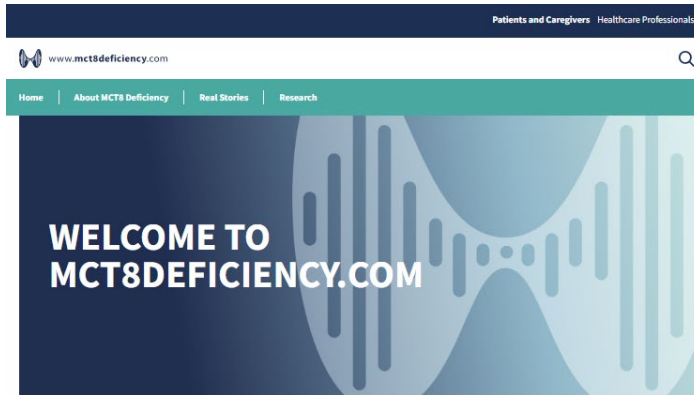 Patients and Caregivers Healthcare Professionals
www.mct8deficiency.com
Home About MCT8 Deficiency Real Stories Research
WELCOME TO
MCT8DEFICIENCY.COM